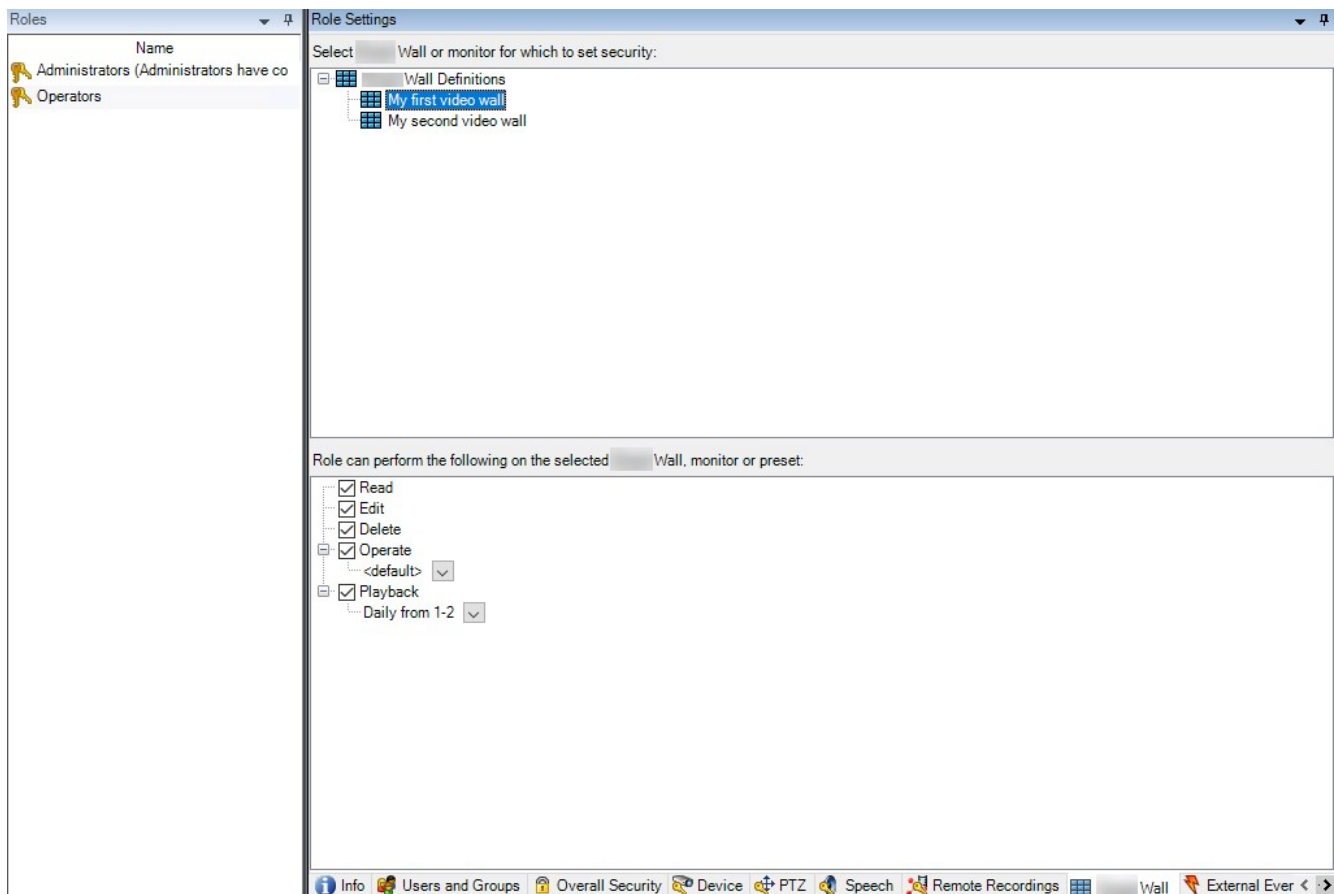 Roles
Name
Administrators (Administrators have co
Operators
Role Settings
Select Wall or monitor for which to set security:
Wall Definitions
My first video wall
My second video wall
Role can perform the following on the selected Wall, monitor or preset:
Read
Edit
Delete
Operate
<default>
Playback
Daily from 1-2
Info Users and Groups Overall Security Device PTZ Speech Remote Recordings Wall External Ever